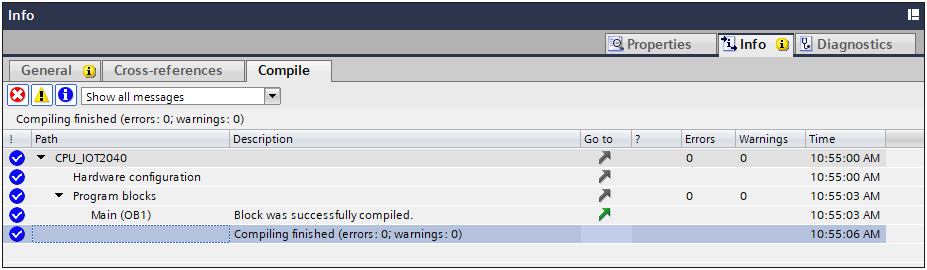 Info
Properties Info Diagnostics
General Cross-references Compile
Show all messages
Compiling finished (errors: 0; warnings: 0)
! Path Description Go to ? Errors Warnings Time
CPU_IOT2040 0 0 10:55:00 AM
Hardware configuration 10:55:00 AM
Program blocks 0 0 10:55:03 AM
Main (OB1) Block was successfully compiled. 10:55:03 AM
Compiling finished (errors: 0; warnings: 0) 10:55:06 AM